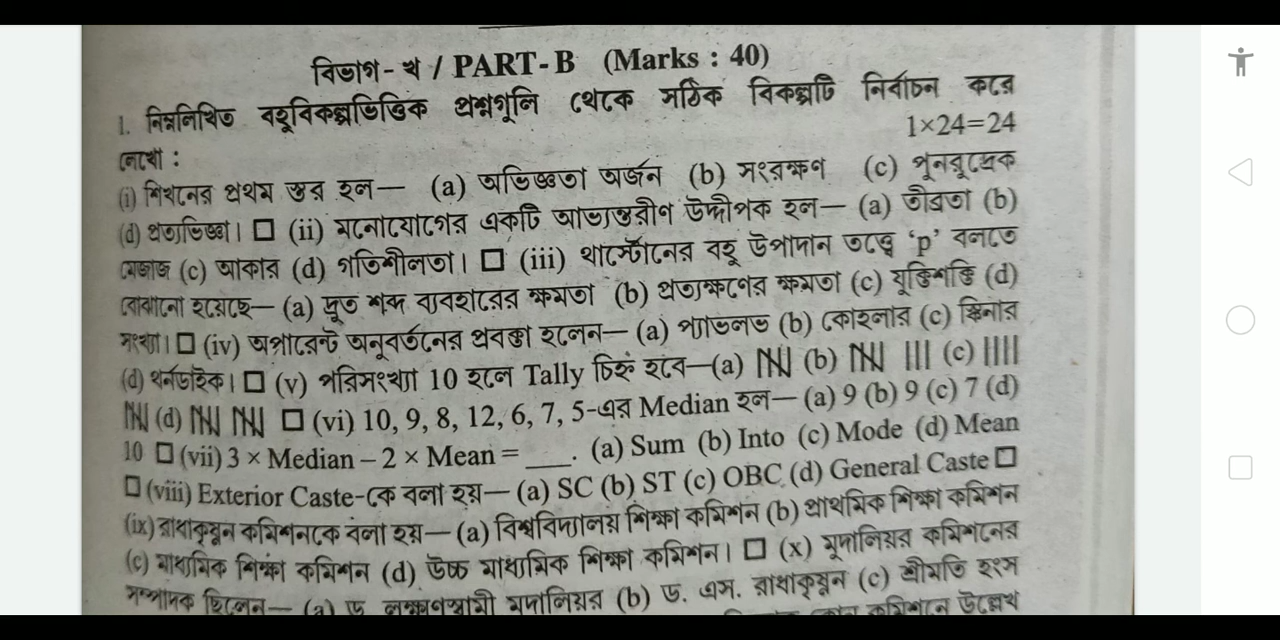 বিভাগ - খ / PART - B (Marks : 40)
1. নিম্নলিখিত বহুবিকল্পভিত্তিক প্রশ্নগুলি থেকে সঠিক বিকল্পটি নির্বাচন করে
লেখো : 1×24=24
(i) শিখনের প্রথম স্তর হল— (a) অভিজ্ঞতা অর্জন (b) সংরক্ষণ (c) পুনরুদ্রেক
(d) প্রত্যভিজ্ঞা। □ (ii) মনোযোগের একটি আভ্যন্তরীণ উদ্দীপক হল— (a) তীব্রতা (b)
মেজাজ (c) আকার (d) গতিশীলতা। □ (iii) থার্স্টোনের বহু উপাদান তত্ত্বে ‘p’ বলতে
বোঝানো হয়েছে— (a) দ্রুত শব্দ ব্যবহারের ক্ষমতা (b) প্রত্যক্ষণের ক্ষমতা (c) যুক্তিশক্তি (d)
সংখ্যা। □ (iv) অপারেন্ট অনুবর্তনের প্রবক্তা হলেন— (a) প্যাভলভ (b) কোহলার (c) স্কিনার
(d) থর্নডাইক। □ (v) পরিসংখ্যা 10 হলে Tally চিহ্ন হবে—(a) 𝍸 (b) 𝍸 ||| (c) ||||
𝍸 (d) 𝍸 𝍸 □ (vi) 10, 9, 8, 12, 6, 7, 5-এর Median হল— (a) 9 (b) 9 (c) 7 (d)
10 □ (vii) 3 × Median – 2 × Mean = ___. (a) Sum (b) Into (c) Mode (d) Mean
□ (viii) Exterior Caste-কে বলা হয়— (a) SC (b) ST (c) OBC (d) General Caste □
(ix) রাধাকৃষ্ণন কমিশনকে বলা হয়— (a) বিশ্ববিদ্যালয় শিক্ষা কমিশন (b) প্রাথমিক শিক্ষা কমিশন
(c) মাধ্যমিক শিক্ষা কমিশন (d) উচ্চ মাধ্যমিক শিক্ষা কমিশন। □ (x) মুদালিয়র কমিশনের
সম্পাদক ছিলেন— (a) ড. লক্ষ্মণস্বামী মুদালিয়র (b) ড. এস. রাধাকৃষ্ণন (c) শ্রীমতি হংস
কমিশনে উল্লেখ